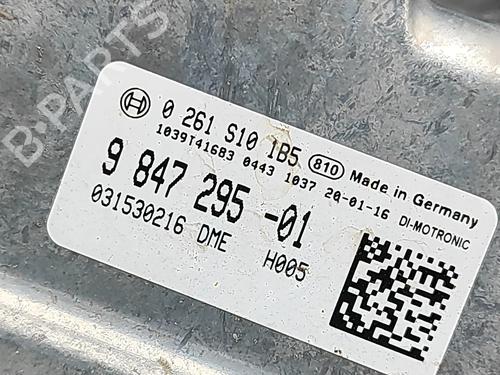 B-PARTS
0 261 S10 1B5 810 Made in Germany
1039T41683 0443 1037 20-01-16 DI-MOTRONIC
9 847 295 -01
031530216 DME H005